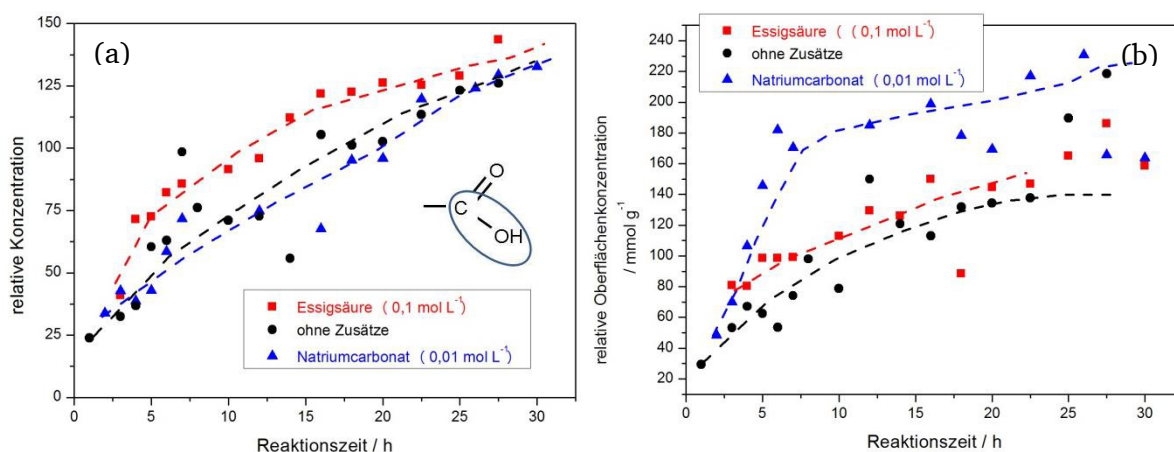 (a)
relative Konzentration
150
125
100
75
50
25
0
O
C
OH
Essigsäure ( 0,1 mol L-1)
ohne Zusätze
Natriumcarbonat ( 0,01 mol L-1)
0 5 10 15 20 25 30
Reaktionszeit / h
Essigsäure ( ( 0,1 mol L-1)
ohne Zusätze
Natriumcarbonat ( 0,01 mol L-1)
(b)
relative Oberflächenkonzentration
/ mmol g-1
240
220
200
180
160
140
120
100
80
60
40
20
0 5 10 15 20 25 30
Reaktionszeit / h